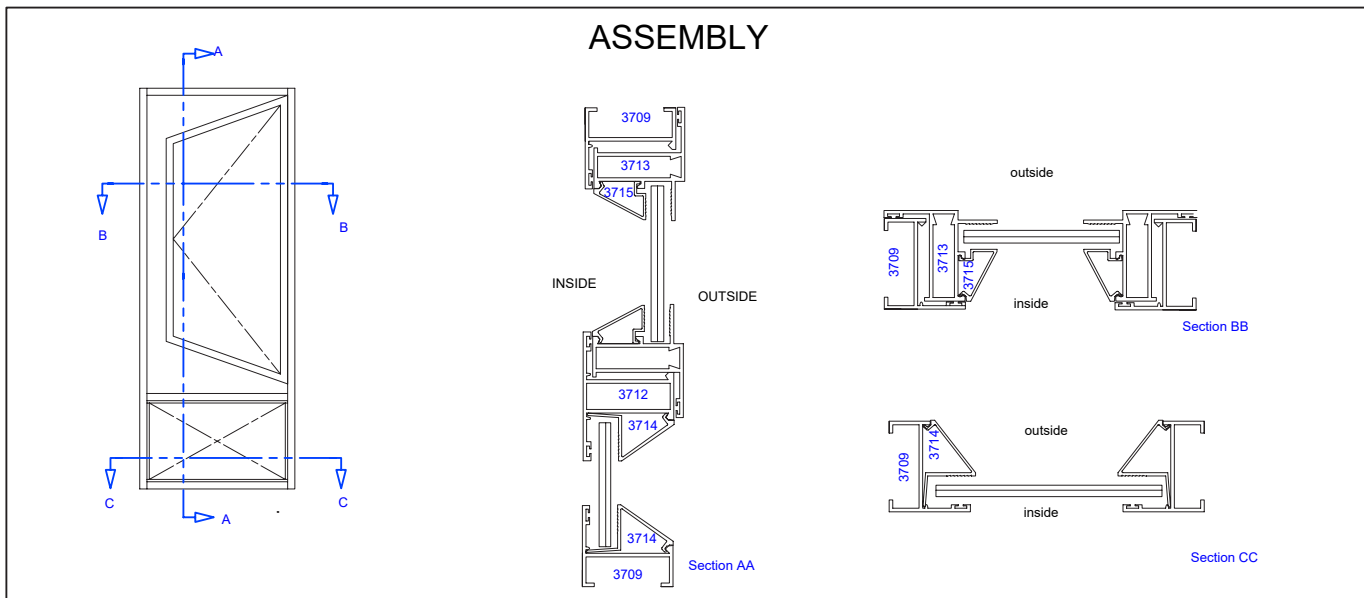 ASSEMBLY
A
B
B
C
C
A
3709
3713
3715
INSIDE
OUTSIDE
3712
3714
3714
3709
Section AA
outside
3709
3713
3715
inside
Section BB
outside
3709
3714
inside
Section CC